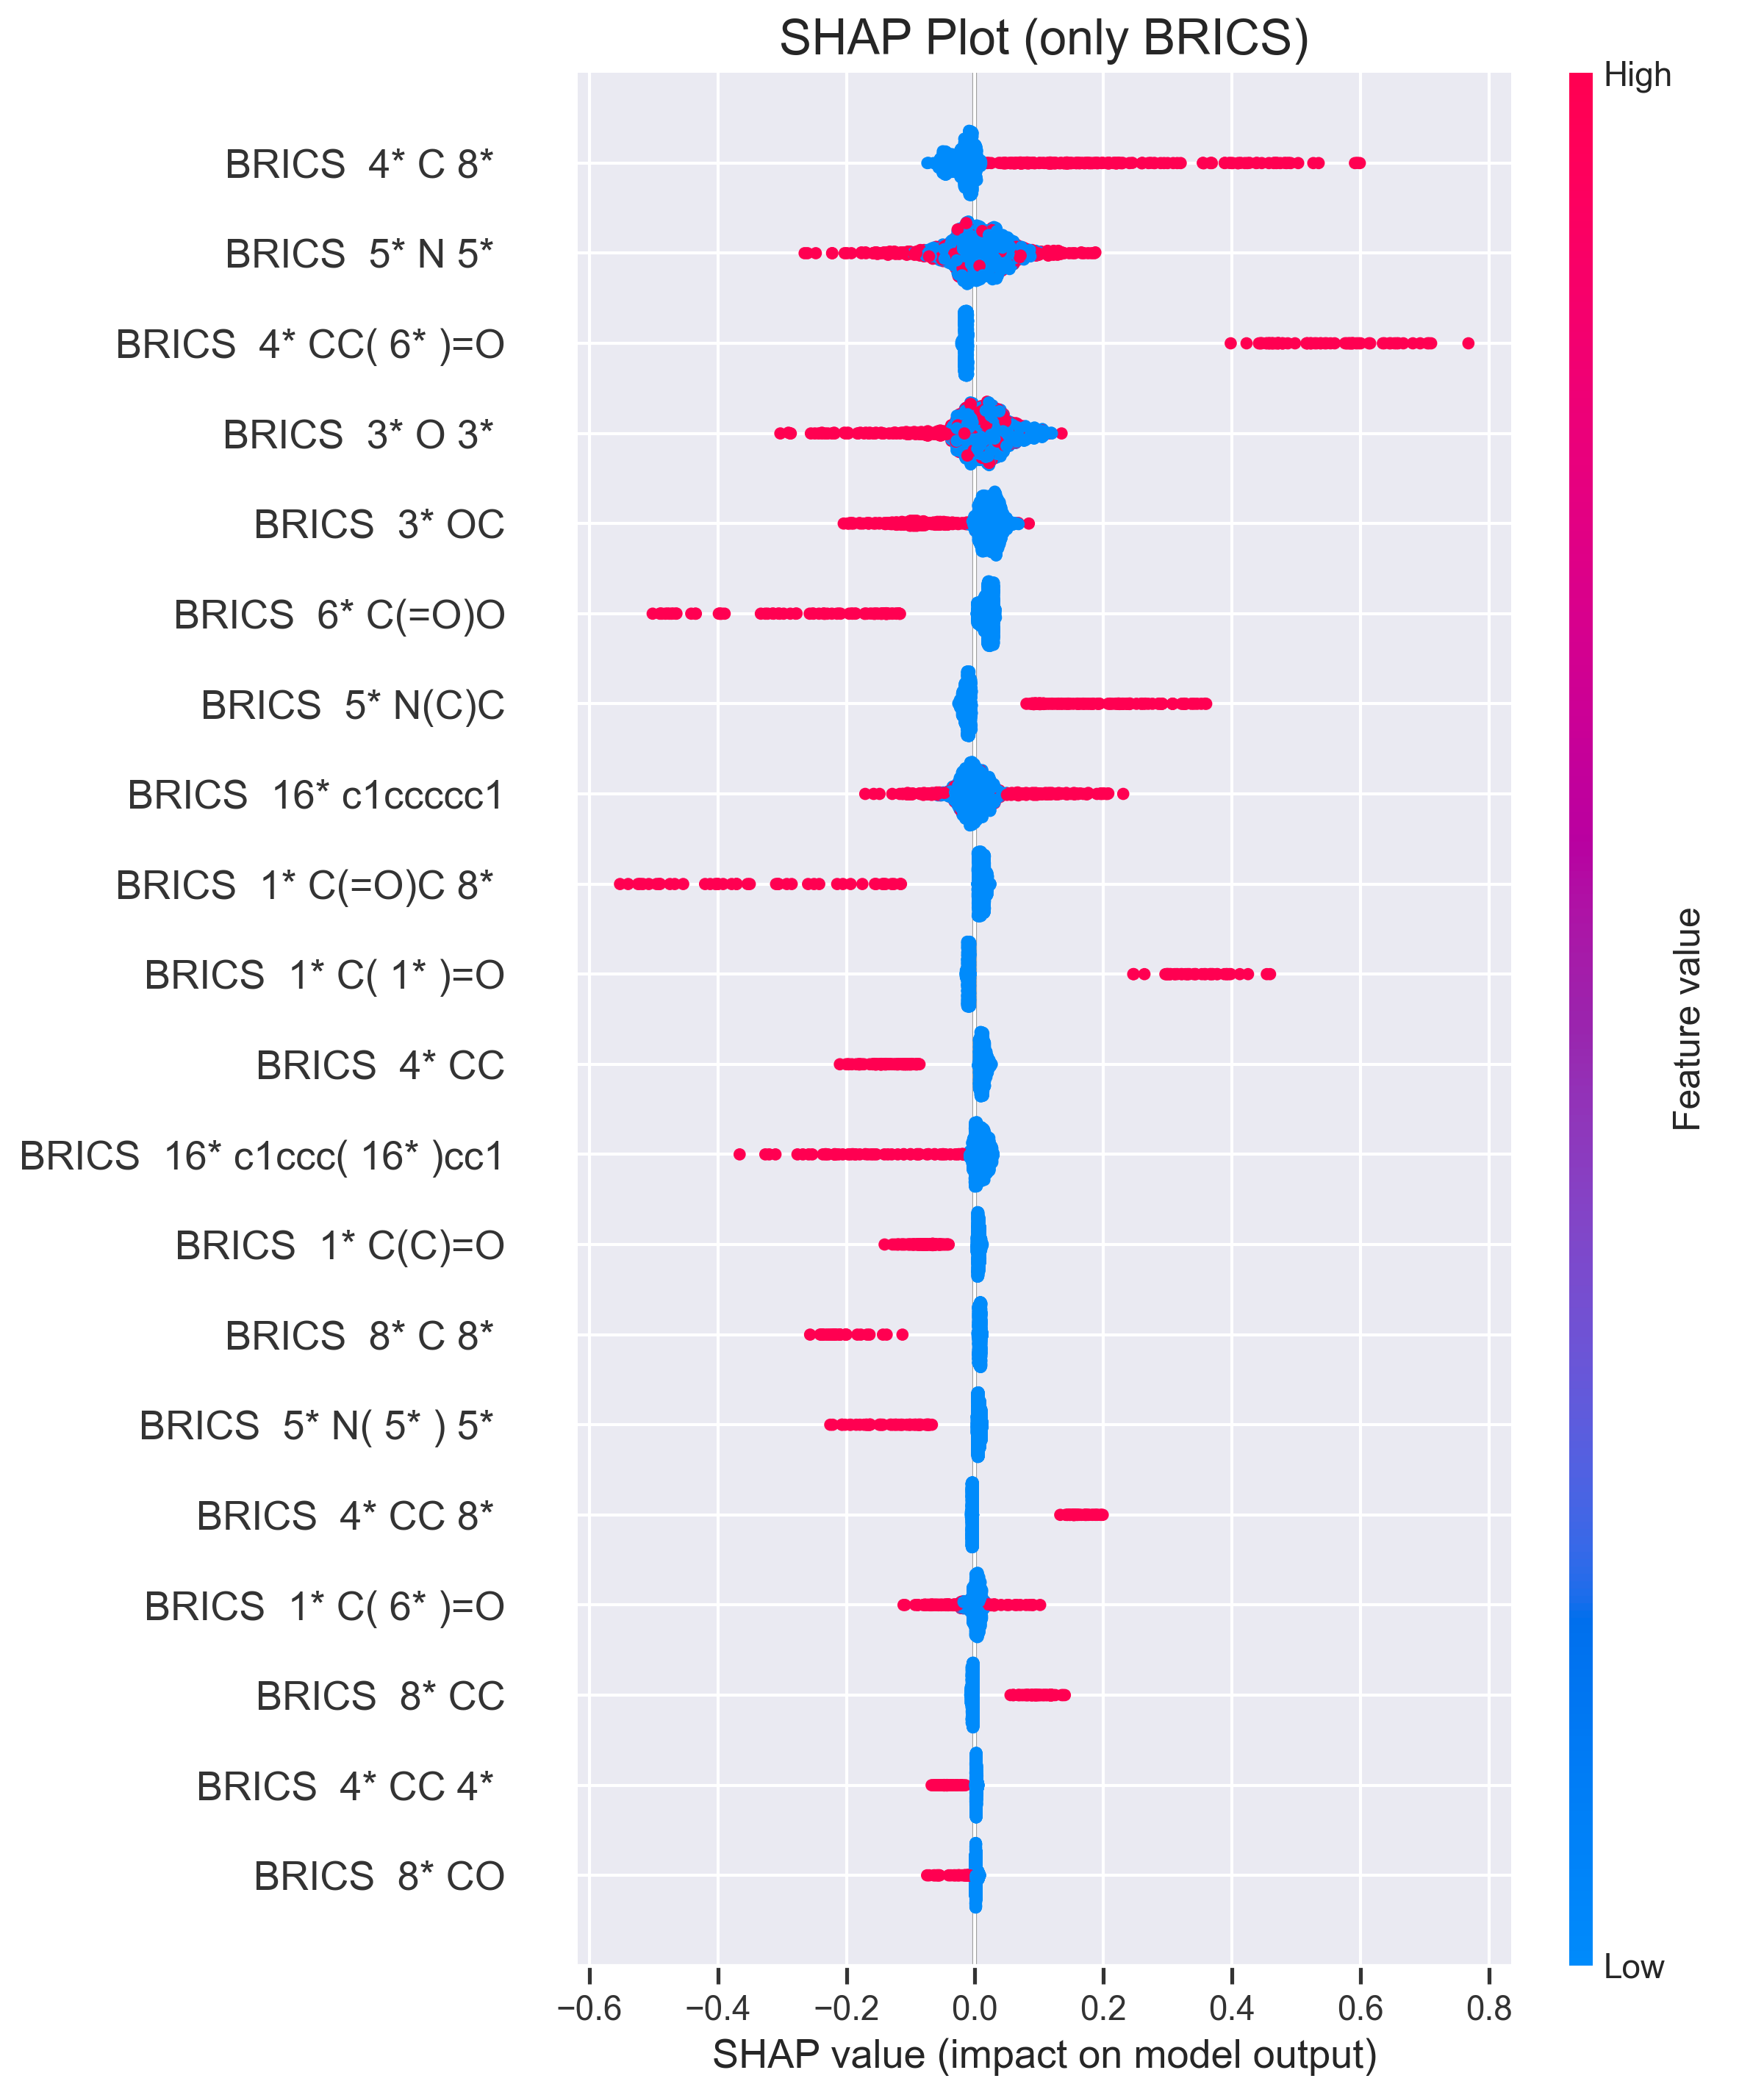 SHAP Plot (only BRICS)
High
BRICS 4* C 8*
BRICS 5* N 5*
BRICS 4* CC( 6* )=O
BRICS 3* O 3*
BRICS 3* OC
BRICS 6* C(=O)O
BRICS 5* N(C)C
BRICS 16* c1ccccc1
BRICS 1* C(=O)C 8*
BRICS 1* C( 1* )=O
BRICS 4* CC
BRICS 16* c1ccc( 16* )cc1
BRICS 1* C(C)=O
BRICS 8* C 8*
BRICS 5* N( 5* ) 5*
BRICS 4* CC 8*
BRICS 1* C( 6* )=O
BRICS 8* CC
BRICS 4* CC 4*
BRICS 8* CO
Feature value
Low
−0.6 −0.4 −0.2 0.0 0.2 0.4 0.6 0.8
SHAP value (impact on model output)